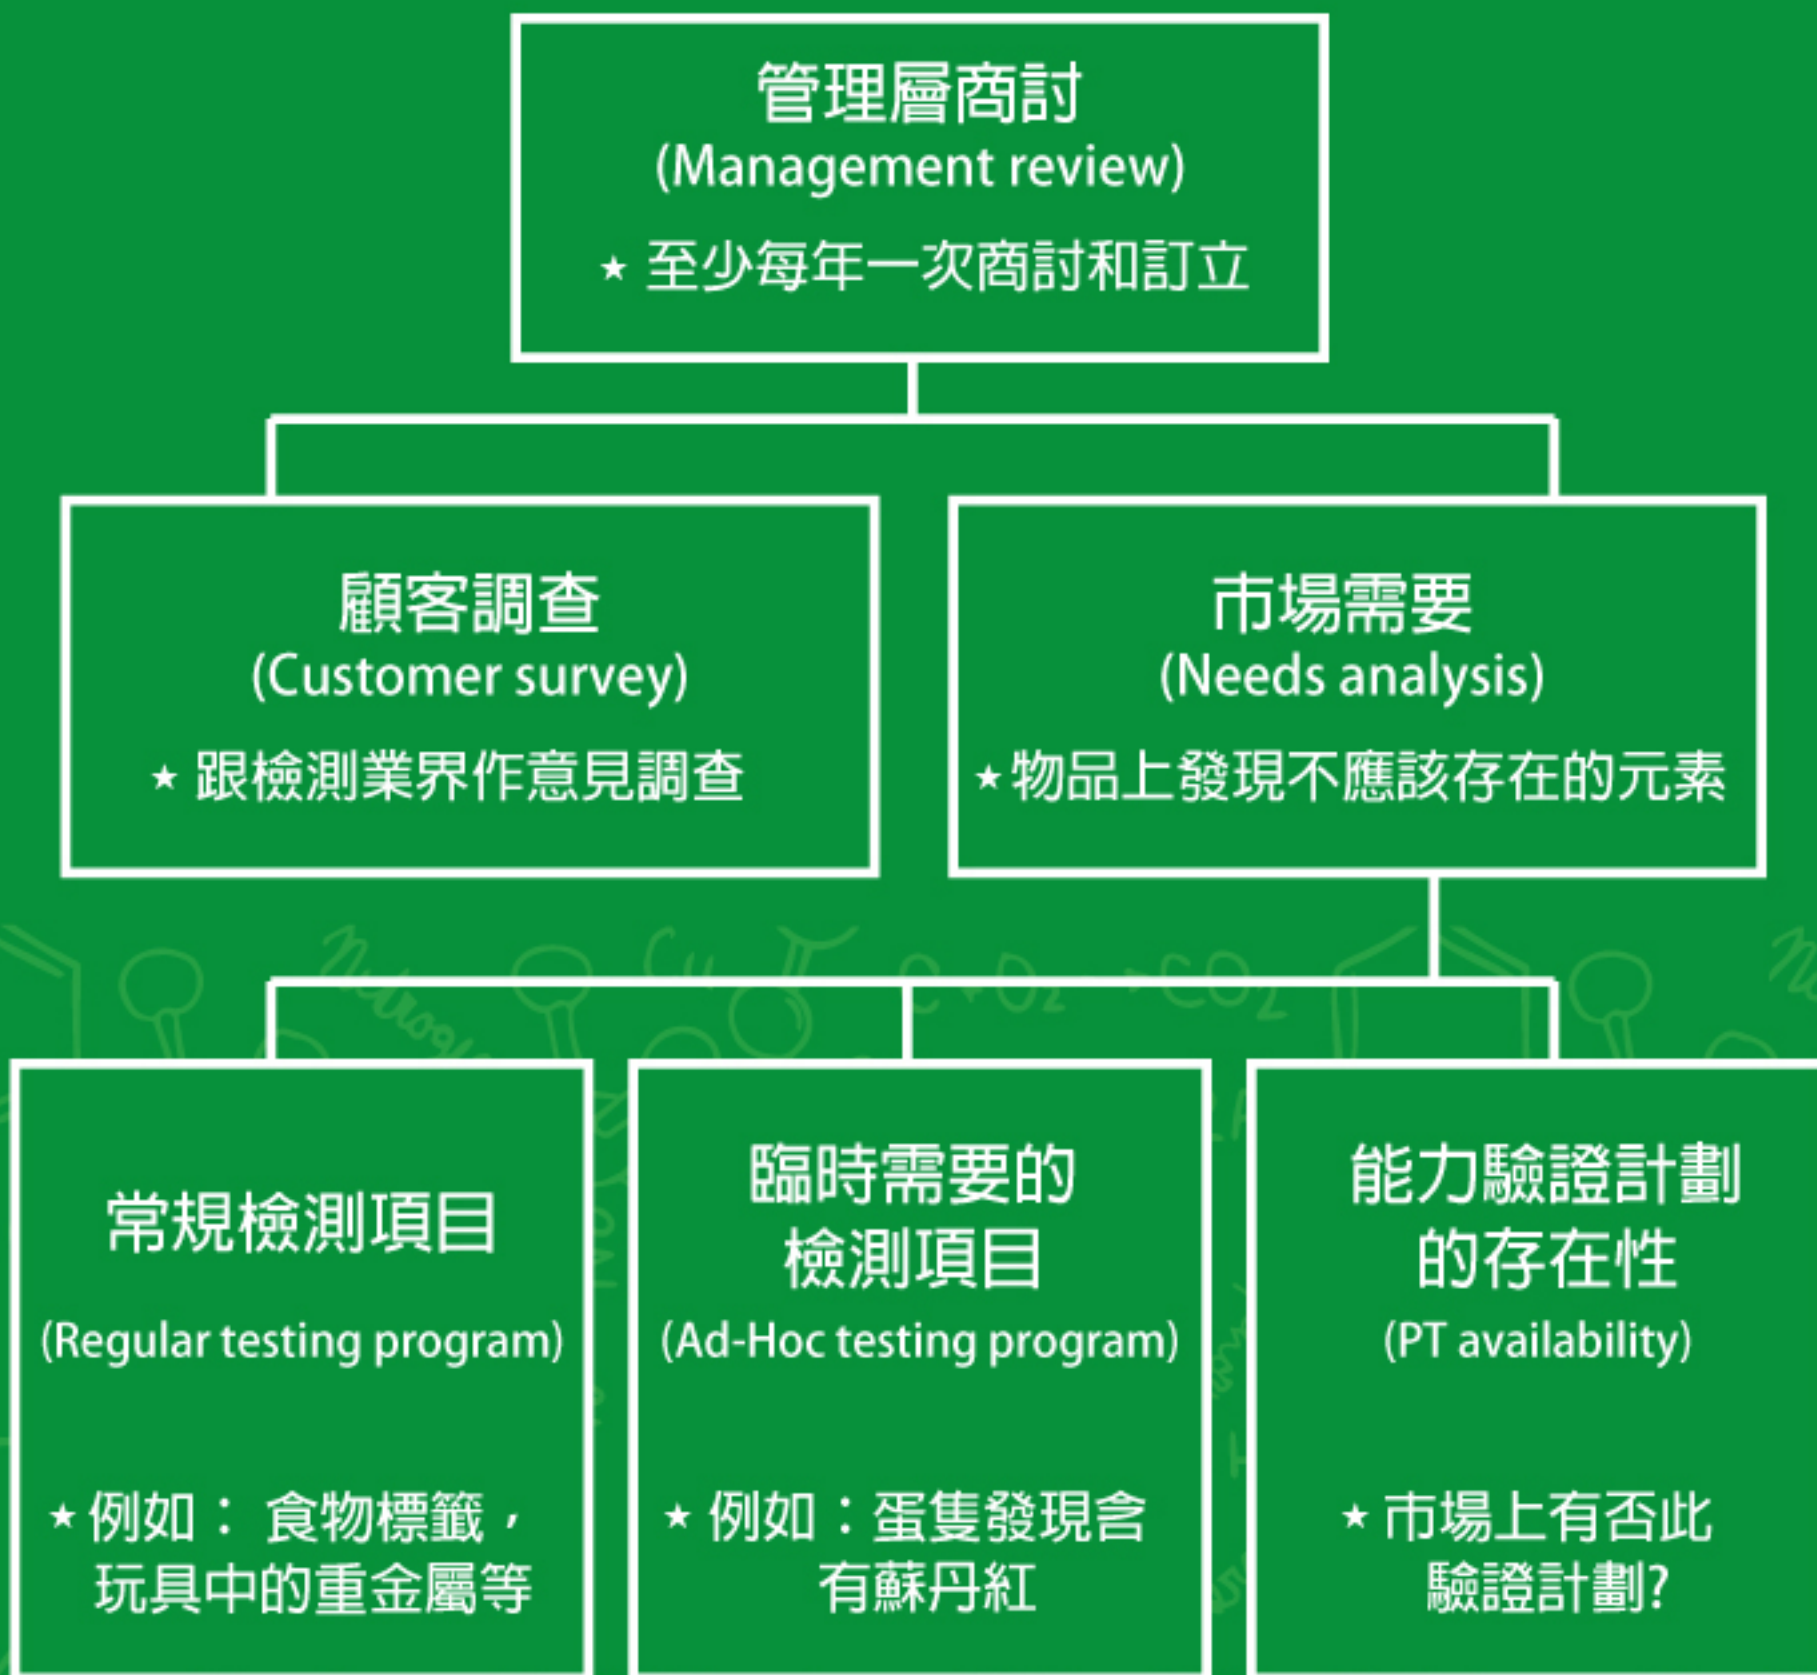 管理層商討
(Management review)
★ 至少每年一次商討和訂立
顧客調查
(Customer survey)
★ 跟檢測業界作意見調查
市場需要
(Needs analysis)
★ 物品上發現不應該存在的元素
常規檢測項目
(Regular testing program)
★ 例如： 食物標籤，
玩具中的重金屬等
臨時需要的
檢測項目
(Ad-Hoc testing program)
★ 例如：蛋隻發現含
有蘇丹紅
能力驗證計劃
的存在性
(PT availability)
★ 市場上有否此
驗證計劃?
C+O₂→CO₂